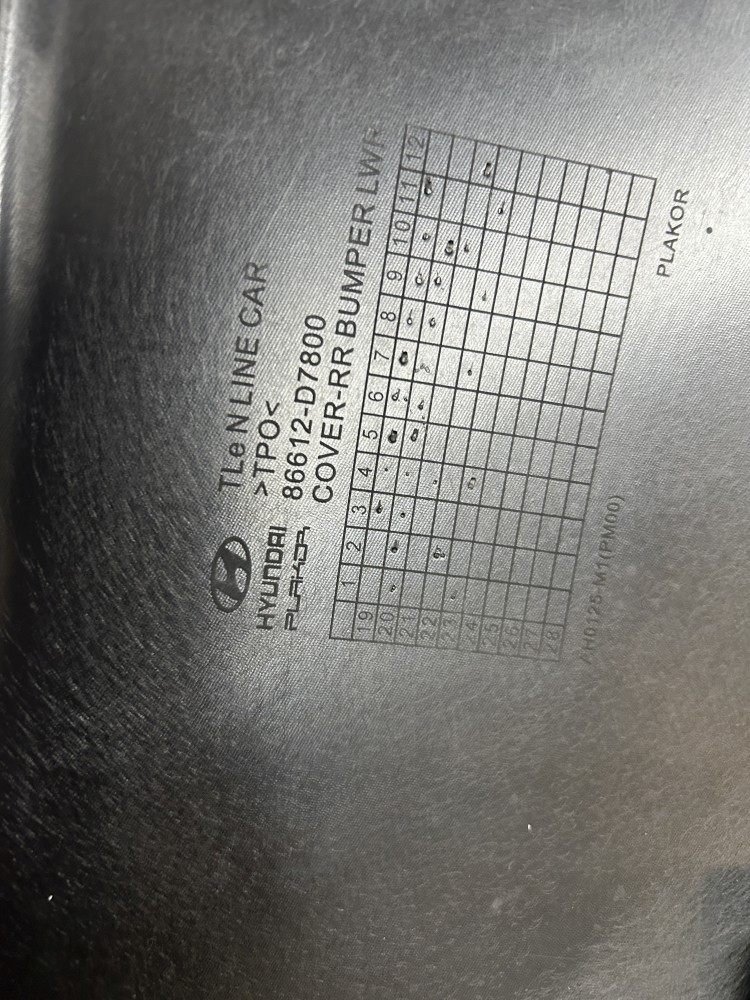 TLe N LINE CAR
>TPO<
HYUNDAI 86612-D7800
PLAKOR COVER-RR BUMPER LWR
1 2 3 4 5 6 7 8 9 10 11 12
19
20
21
22
23
24
25
26
27
28
AH0125-M1(PM00)
PLAKOR